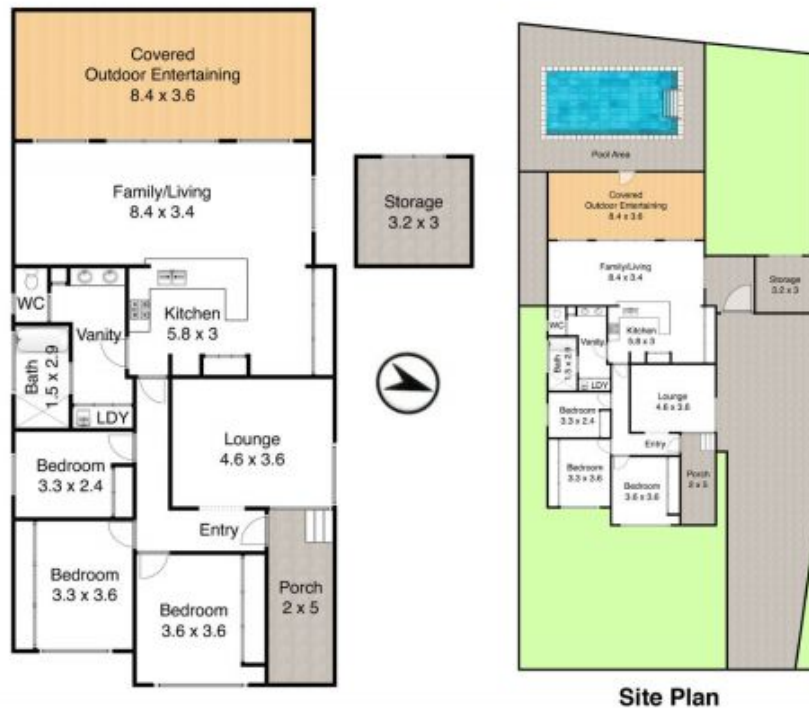 Covered
Outdoor Entertaining
8.4 x 3.6
Family/Living
8.4 x 3.4
Storage
3.2 x 3
WC
Vanity
Kitchen
5.8 x 3
Bath
1.5 x 2.9
LDY
Lounge
4.6 x 3.6
Bedroom
3.3 x 2.4
Entry
Bedroom
3.3 x 3.6
Bedroom
3.6 x 3.6
Porch
2 x 5
Pool Area
Covered
Outdoor Entertaining
8.4 x 3.6
Family/Living
8.4 x 3.4
Storage
3.2 x 3
WC
Vanity
Kitchen
5.8 x 3
Bath
1.5 x 2.9
LDY
Lounge
4.6 x 3.6
Bedroom
3.3 x 2.4
Entry
Bedroom
3.3 x 3.6
Bedroom
3.6 x 3.6
Porch
2 x 5
Site Plan